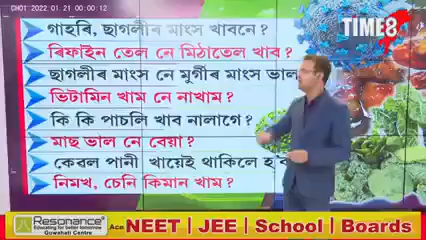 CH01 2022.01.21 00:00:12
TIME8
গাহৰি, ছাগলীৰ মাংস খাবনে ?
ৰিফাইন তেল নে মিঠাতেল খাব ?
ছাগলীৰ মাংস নে মুৰ্গীৰ মাংস ভাল
ভিটামিন খাম নে নাখাম ?
কি কি পাচলি খাব নালাগে ?
মাছ ভাল নে বেয়া ?
কেৱল পানী খায়েই থাকিলে হ'ব
নিমখ, চেনি কিমান খাম ?
Resonance
Educating for better tomorrow
Guwahati Centre
NEET | JEE | School | Boards